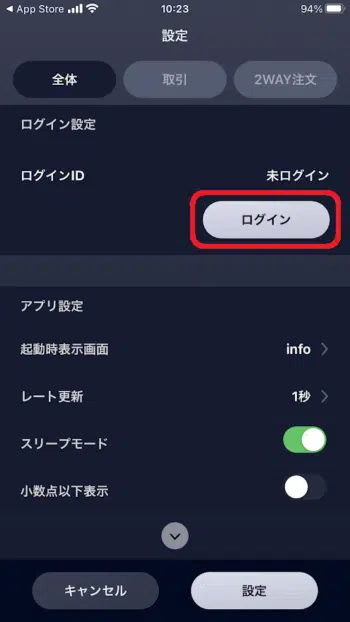 App Store 10:23 94%
設定
全体 取引 2WAY注文
ログイン設定
ログインID 未ログイン
ログイン
アプリ設定
起動時表示画面 info
レート更新 1秒
スリープモード
小数点以下表示
キャンセル 設定